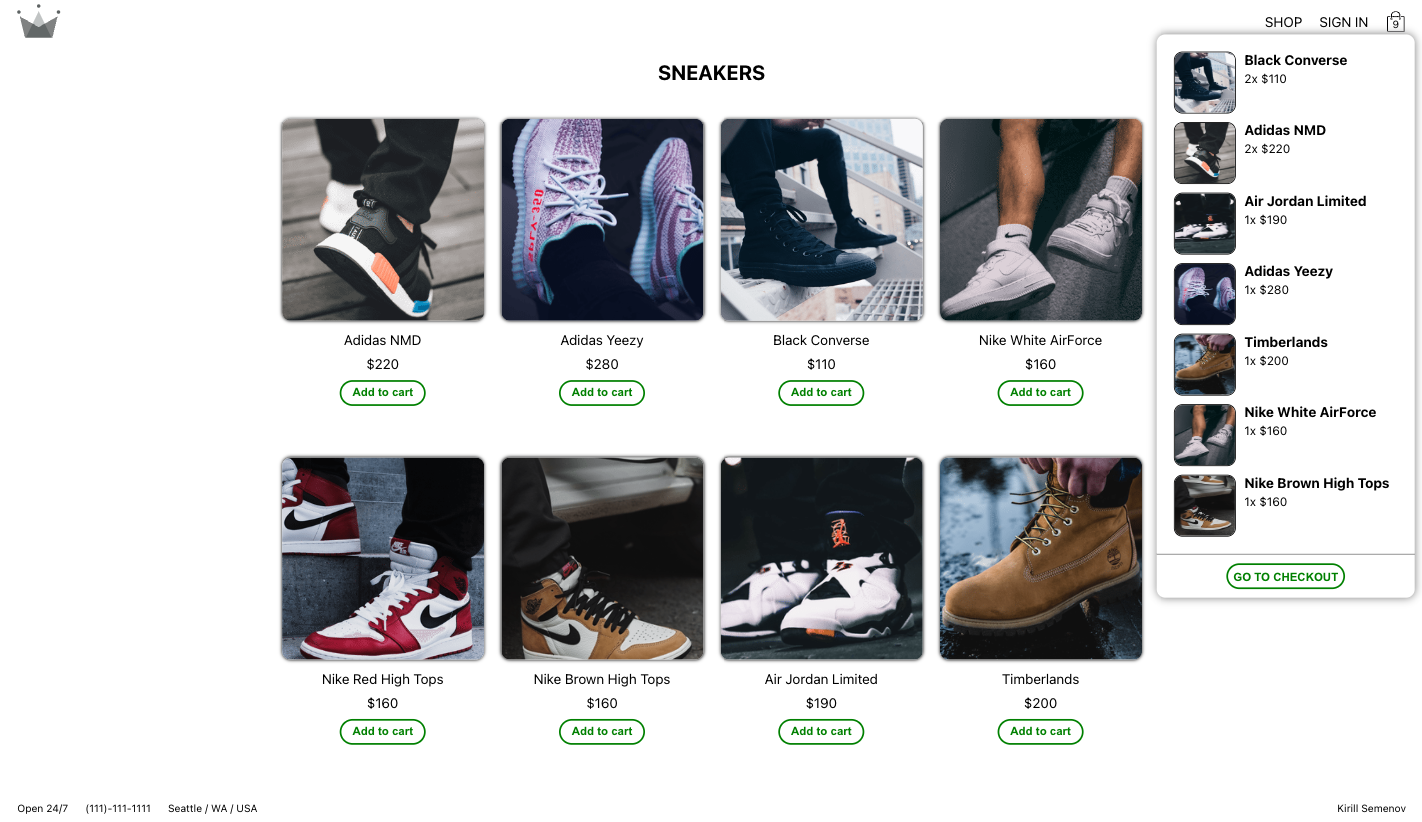 SHOP SIGN IN 9
SNEAKERS
Adidas NMD Adidas Yeezy Black Converse Nike White AirForce
$220 $280 $110 $160
Add to cart Add to cart Add to cart Add to cart
Nike Red High Tops Nike Brown High Tops Air Jordan Limited Timberlands
$160 $160 $190 $200
Add to cart Add to cart Add to cart Add to cart
Black Converse
2x $110
Adidas NMD
2x $220
Air Jordan Limited
1x $190
Adidas Yeezy
1x $280
Timberlands
1x $200
Nike White AirForce
1x $160
Nike Brown High Tops
1x $160
GO TO CHECKOUT
Open 24/7 (111)-111-1111 Seattle / WA / USA Kirill Semenov